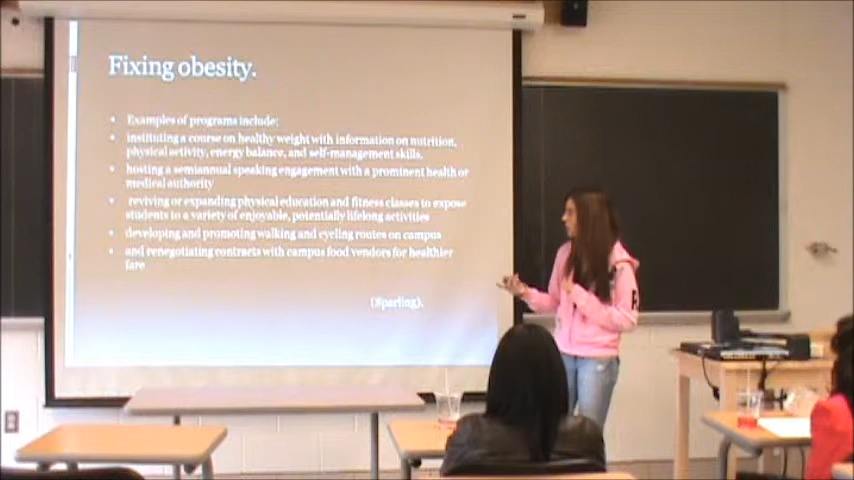 Fixing obesity.
• Examples of programs include:
• instituting a course on healthy weight with information on nutrition,
physical activity, energy balance, and self-management skills,
• hosting a semiannual speaking engagement with a prominent health or
medical authority
• reviving or expanding physical education and fitness classes to expose
students to a variety of enjoyable, potentially lifelong activities
• developing and promoting walking and cycling routes on campus
• and renegotiating contracts with campus food vendors for healthier
fare
(Sparling).